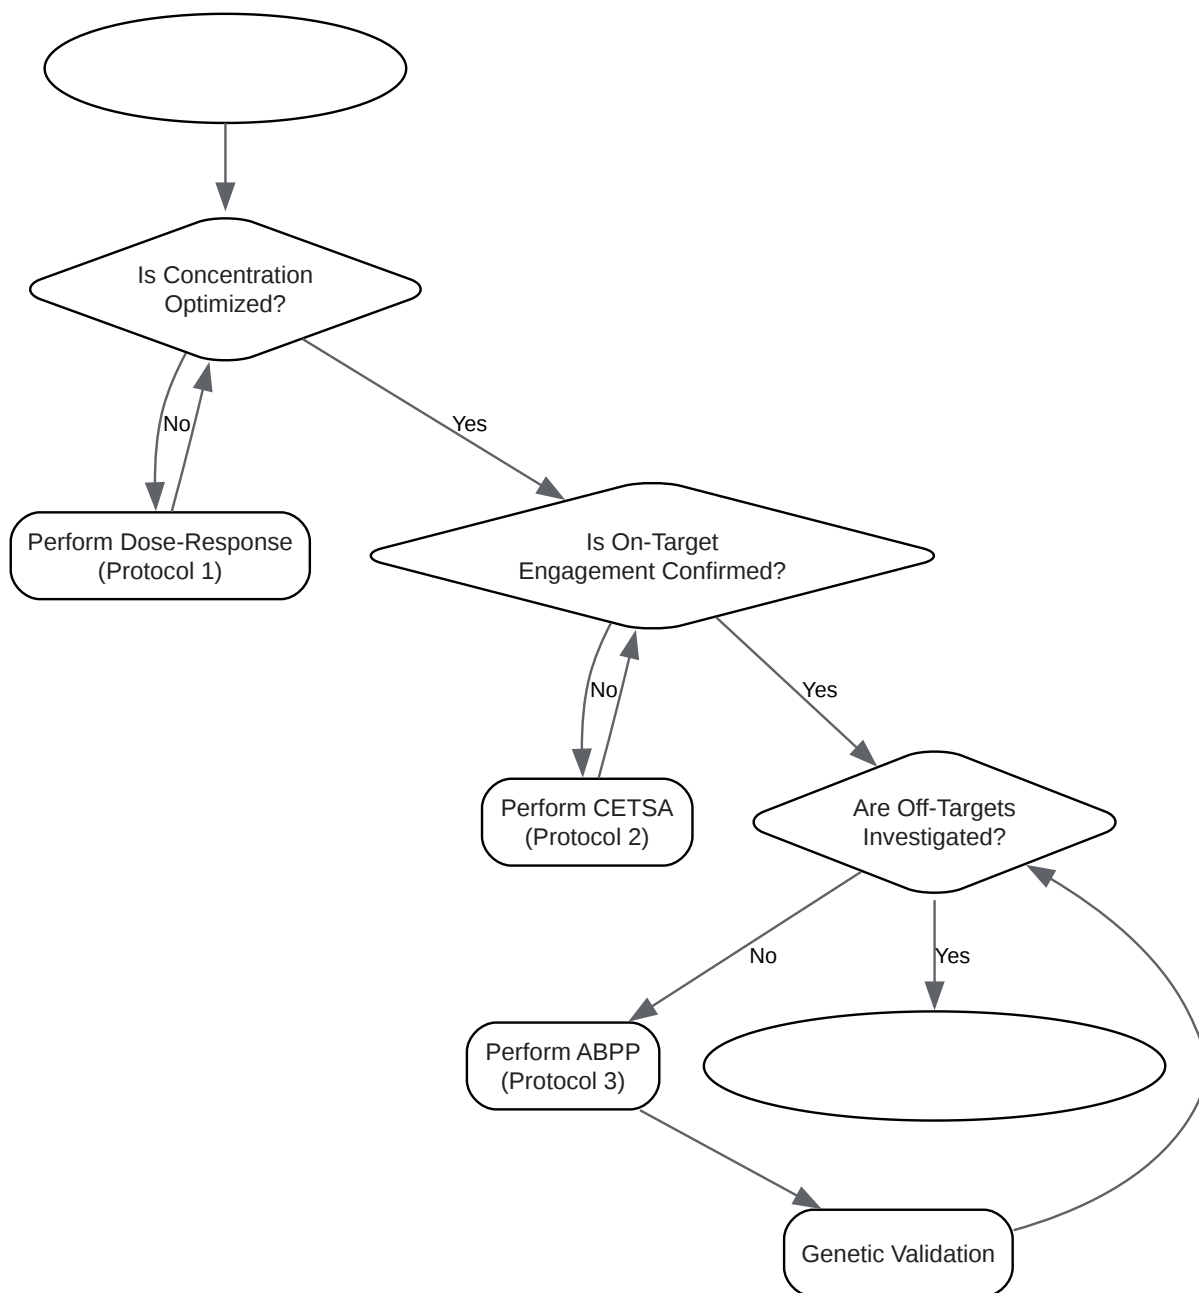 Is Concentration
Optimized?
No
Yes
Perform Dose-Response
(Protocol 1)
Is On-Target
Engagement Confirmed?
No
Yes
Perform CETSA
(Protocol 2)
Are Off-Targets
Investigated?
No
Yes
Perform ABPP
(Protocol 3)
Genetic Validation